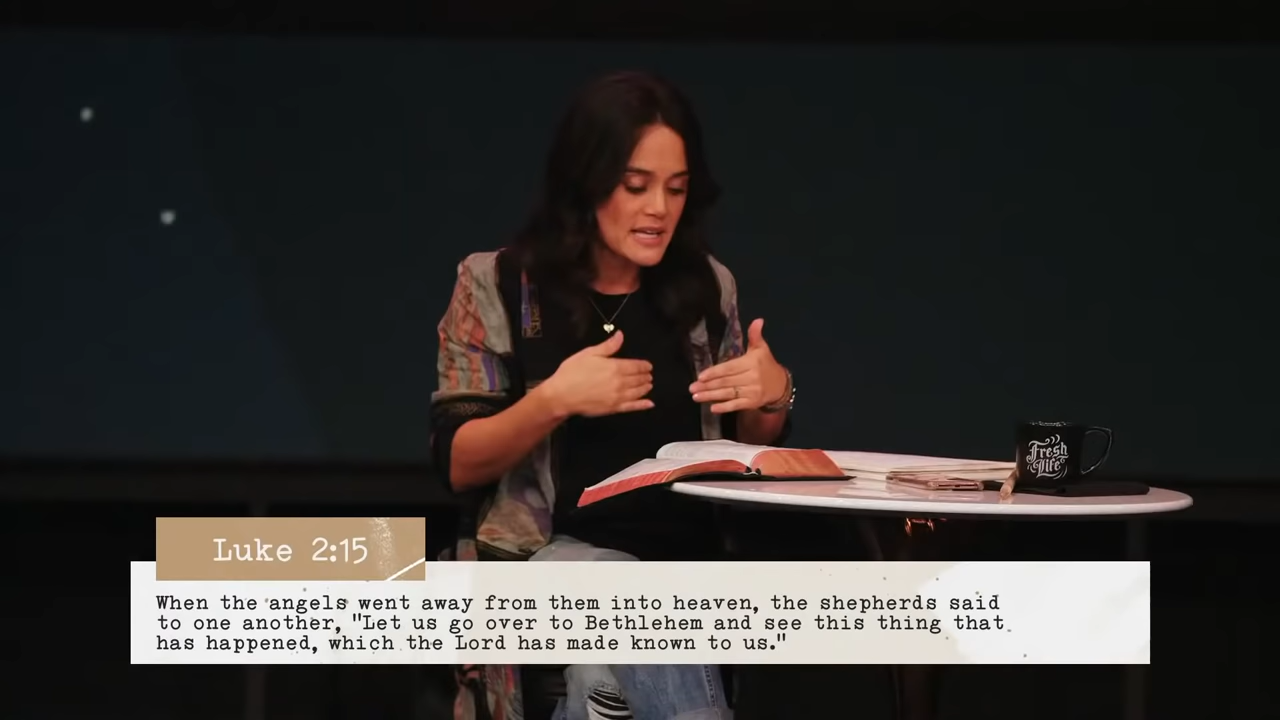 Luke 2:15
When the angels went away from them into heaven, the shepherds said
to one another, "Let us go over to Bethlehem and see this thing that
has happened, which the Lord has made known to us."
Fresh
Life